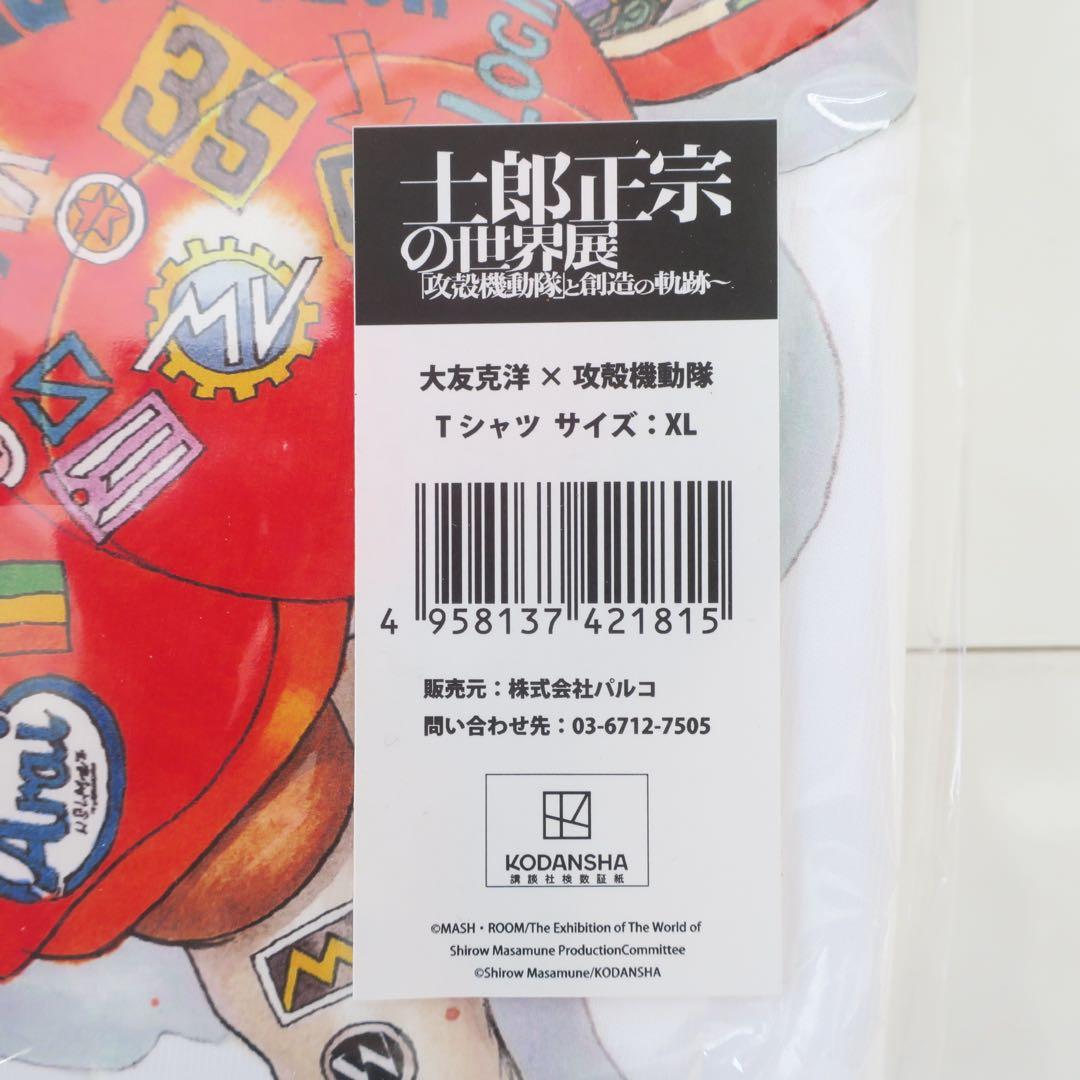 35
LOGI
MV
Arai
W
士郎正宗
の世界展
「攻殻機動隊」と創造の軌跡〜
大友克洋 × 攻殻機動隊
Tシャツ サイズ：XL
4 958137 421815
販売元：株式会社パルコ
問い合わせ先：03-6712-7505
KODANSHA
講談社検数証紙
©MASH・ROOM/The Exhibition of The World of
Shirow Masamune ProductionCommittee
©Shirow Masamune/KODANSHA